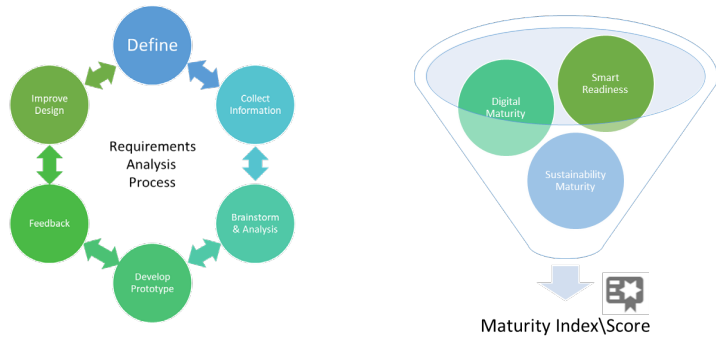 Define
Collect
Information
Brainstorm
& Analysis
Develop
Prototype
Feedback
Improve
Design
Requirements
Analysis
Process
Digital
Maturity
Smart
Readiness
Sustainability
Maturity
Maturity Index\Score